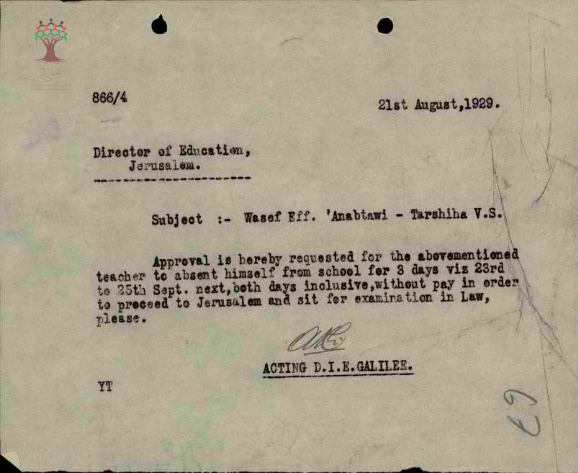 866/4
21st August,1929.
Director of Education,
Jerusalem.
Subject :- Wasef Eff. 'Anabtawi - Tarshiha V.S.
Approval is hereby requested for the abovementioned
teacher to absent himself from school for 3 days viz 23rd
to 25th Sept. next,both days inclusive,without pay in order
to proceed to Jerusalem and sit for examination in Law,
please.
ACTING D.I.E.GALILEE.
YT